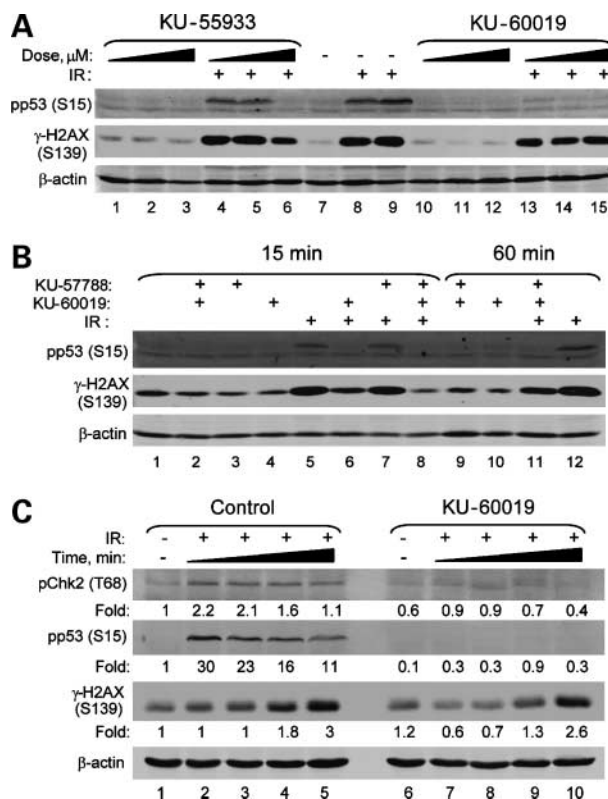 A
KU-55933 KU-60019
Dose, μM - - -
IR: + + + + + + + +
pp53 (S15)
γ-H2AX
(S139)
β-actin
1 2 3 4 5 6 7 8 9 10 11 12 13 14 15
B
15 min 60 min
KU-57788: + + + + + +
KU-60019: + + + + + + +
IR : + + + + + +
pp53 (S15)
γ-H2AX
(S139)
β-actin
1 2 3 4 5 6 7 8 9 10 11 12
C
Control KU-60019
IR: - + + + + - + + + +
Time, min: - -
pChk2 (T68)
Fold: 1 2.2 2.1 1.6 1.1 0.6 0.9 0.9 0.7 0.4
pp53 (S15)
Fold: 1 30 23 16 11 0.1 0.3 0.3 0.9 0.3
γ-H2AX
(S139)
Fold: 1 1 1 1.8 3 1.2 0.6 0.7 1.3 2.6
β-actin
1 2 3 4 5 6 7 8 9 10